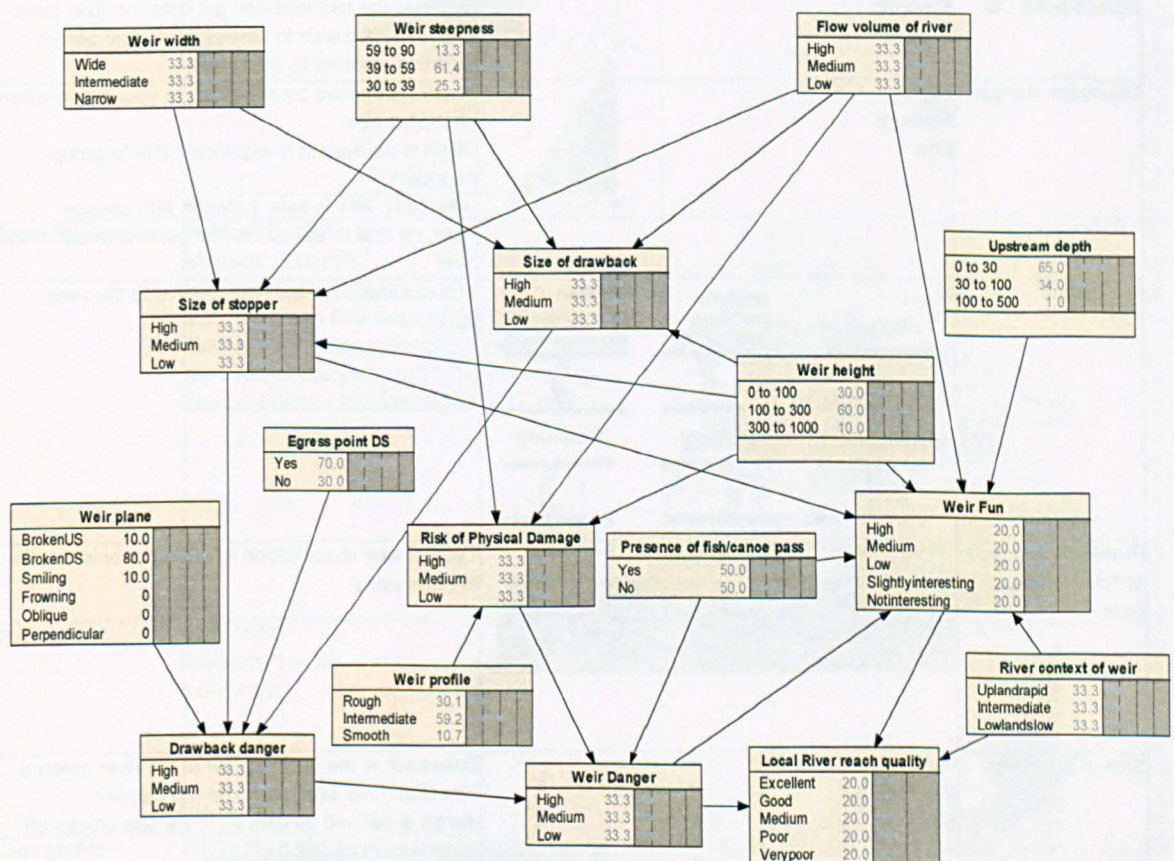 Weir width
Wide 33.3
Intermediate 33.3
Narrow 33.3
Weir steepness
59 to 90 13.3
39 to 59 61.4
30 to 39 25.3
Flow volume of river
High 33.3
Medium 33.3
Low 33.3
Size of stopper
High 33.3
Medium 33.3
Low 33.3
Size of drawback
High 33.3
Medium 33.3
Low 33.3
Upstream depth
0 to 30 65.0
30 to 100 34.0
100 to 500 1.0
Weir height
0 to 100 30.0
100 to 300 60.0
300 to 1000 10.0
Egress point DS
Yes 70.0
No 30.0
Weir plane
BrokenUS 10.0
BrokenDS 80.0
Smiling 10.0
Frowning 0
Oblique 0
Perpendicular 0
Risk of Physical Damage
High 33.3
Medium 33.3
Low 33.3
Presence of fish/canoe pass
Yes 50.0
No 50.0
Weir Fun
High 20.0
Medium 20.0
Low 20.0
Slightlyinteresting 20.0
Notinteresting 20.0
Weir profile
Rough 30.1
Intermediate 59.2
Smooth 10.7
River context of weir
Uplandrapid 33.3
Intermediate 33.3
Lowlandslow 33.3
Drawback danger
High 33.3
Medium 33.3
Low 33.3
Weir Danger
High 33.3
Medium 33.3
Low 33.3
Local River reach quality
Excellent 20.0
Good 20.0
Medium 20.0
Poor 20.0
Verypoor 20.0